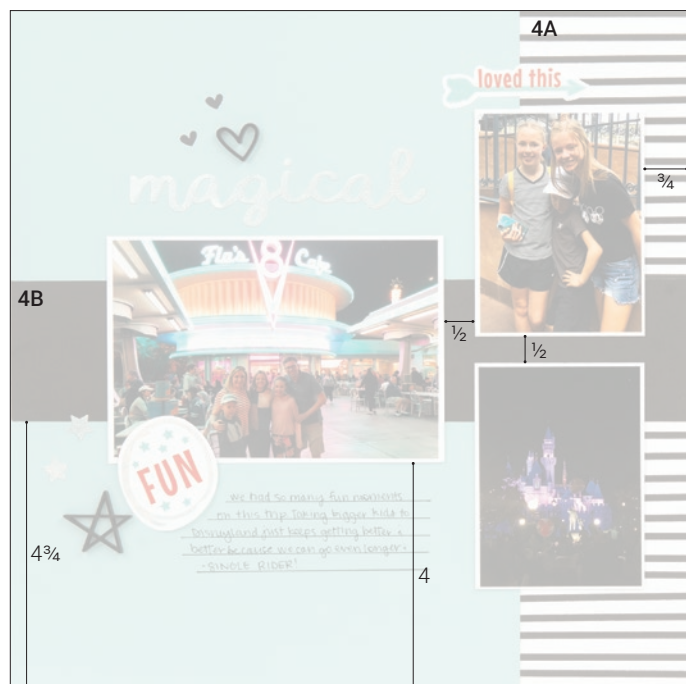 4A
loved this
magical
¾
Flo's V8 Cafe
4B
½
½
FUN
we had so many fun moments
on this trip. Taking bigger kids to
Disneyland just keeps getting better +
better because we can go even longer.
-SINGLE RIDER!
4¾
4